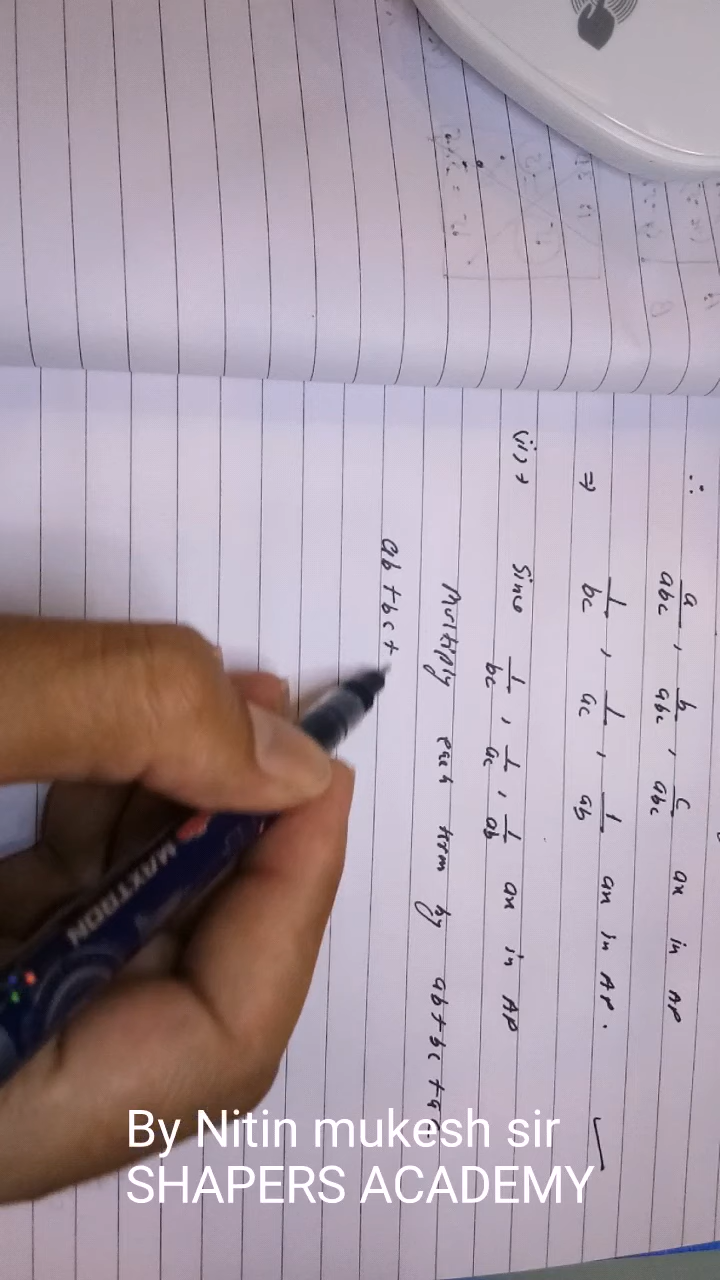 ∴ a/abc , b/abc , c/abc are in AP
⇒ 1/bc , 1/ac , 1/ab are in AP.
(ii)→ Since 1/bc , 1/ac , 1/ab are in AP
Multiply each term by ab+bc+
ab+bc+
MAXTRON
By Nitin mukesh sir
SHAPERS ACADEMY